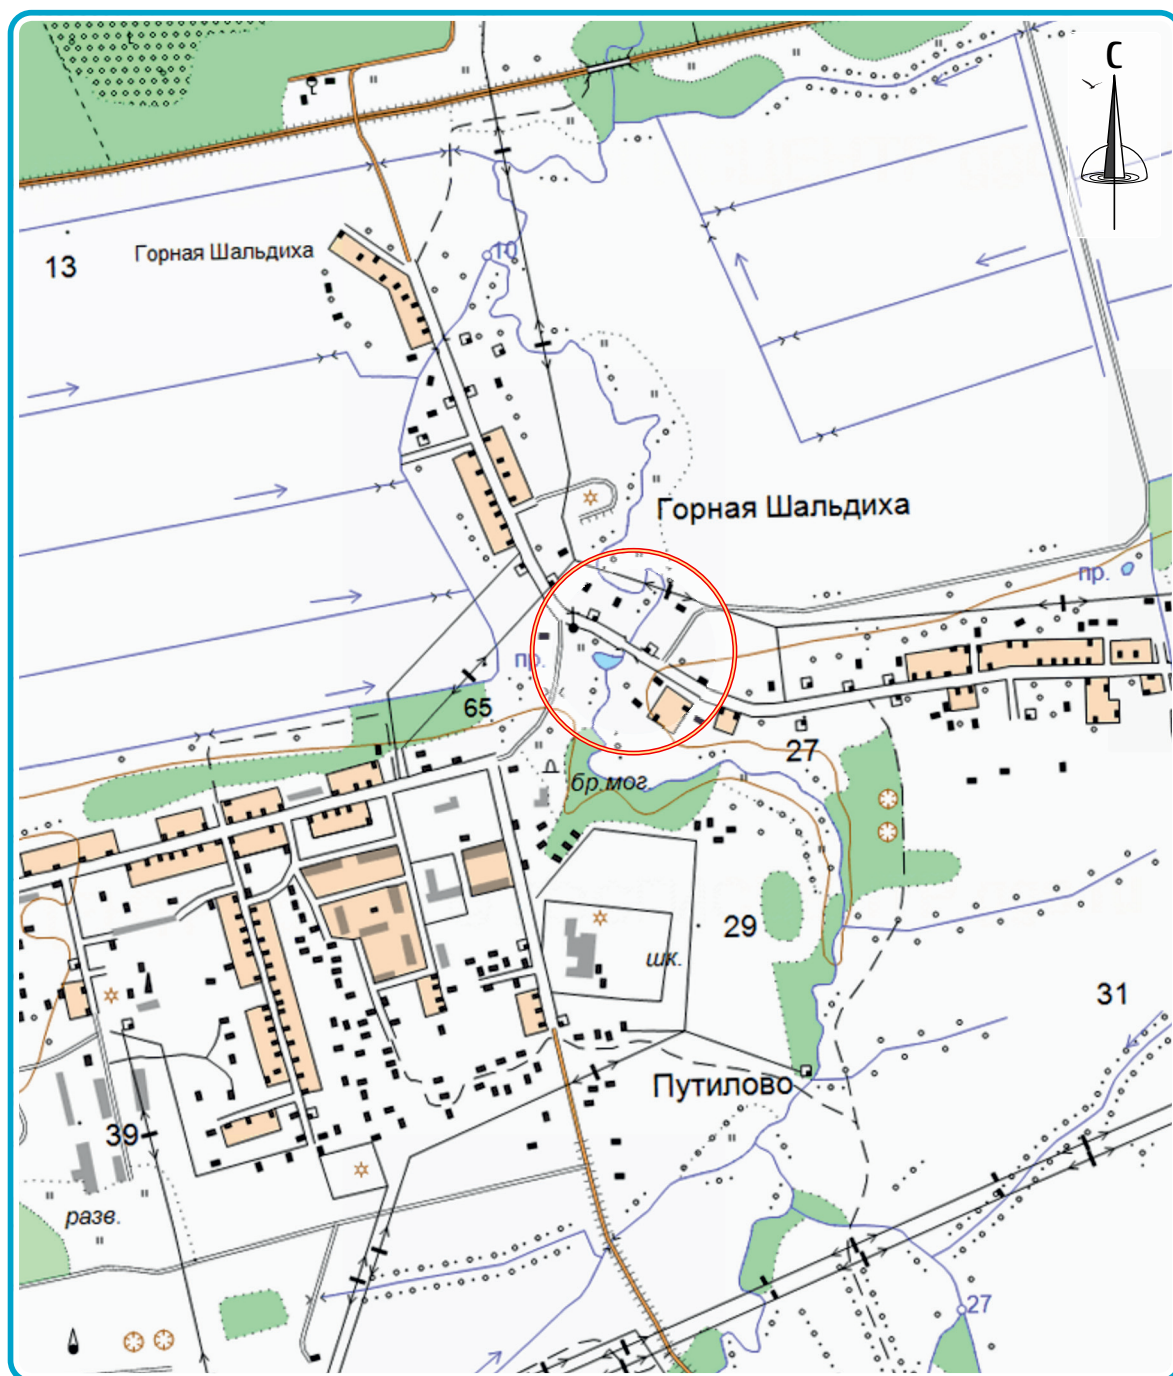 С
10
Горная Шальдиха
13
Горная Шальдиха
пр.
пр.
65
27
бр.мог
29
шк.
31
Путилово
39
разв.
27